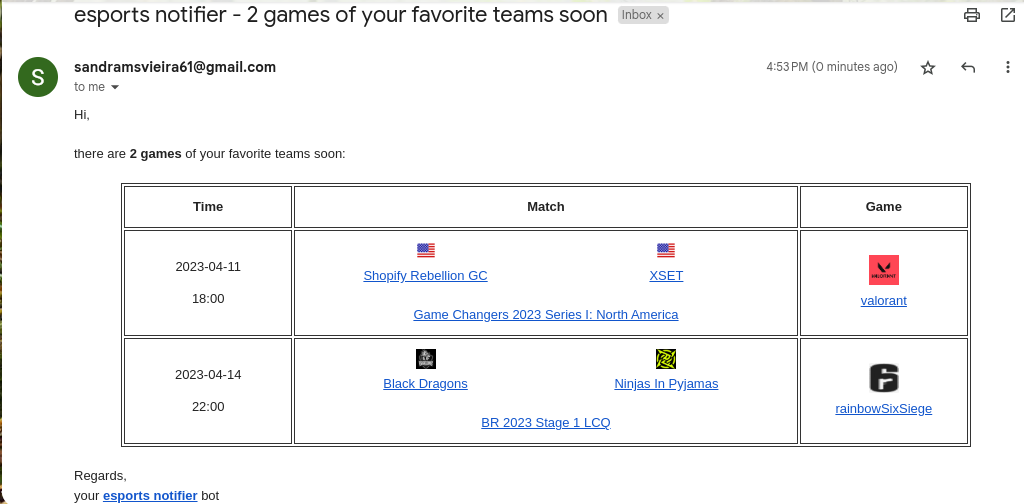 esports notifier - 2 games of your favorite teams soon Inbox ×
S sandramsvieira61@gmail.com 4:53 PM (0 minutes ago)
to me
Hi,
there are 2 games of your favorite teams soon:
Time Match Game
2023-04-11
18:00
Shopify Rebellion GC XSET
Game Changers 2023 Series I: North America
VALORANT
valorant
2023-04-14
22:00
Black Dragons Ninjas In Pyjamas
BR 2023 Stage 1 LCQ
6
rainbowSixSiege
Regards,
your esports notifier bot